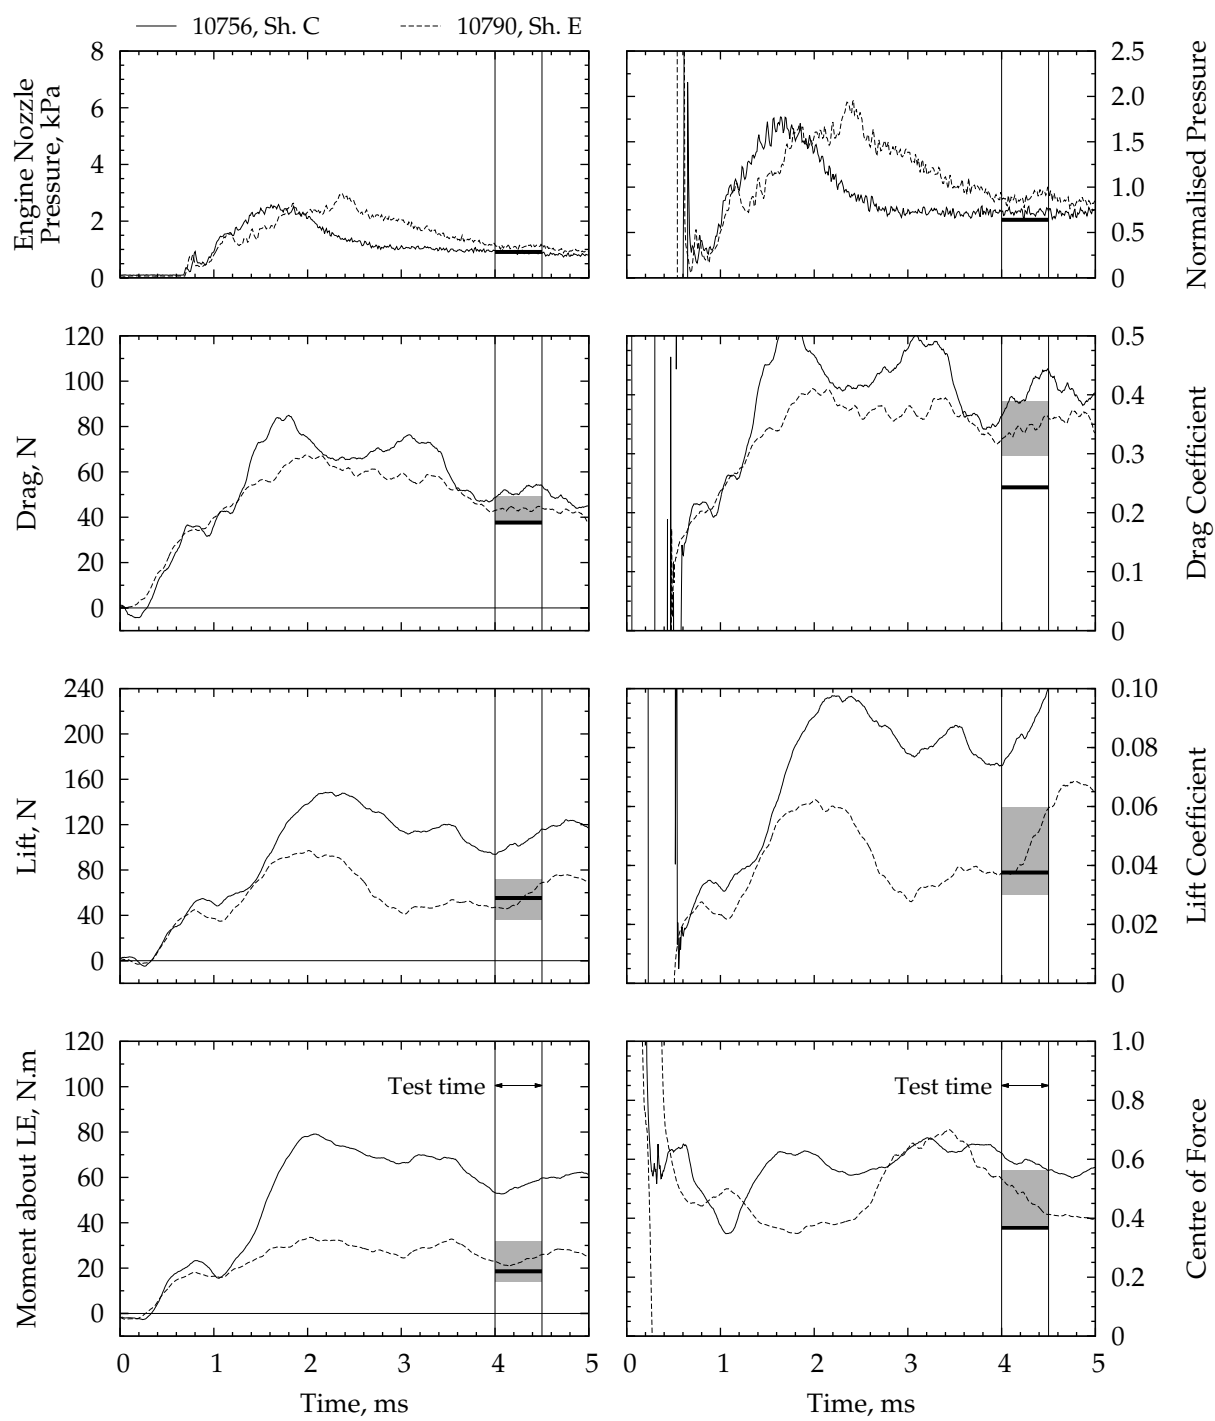 10756, Sh. C
10790, Sh. E
Engine Nozzle
Pressure, kPa
8
6
4
2
0
2.5
2.0
1.5
1.0
0.5
0
Normalised Pressure
Drag, N
120
100
80
60
40
20
0
0.5
0.4
0.3
0.2
0.1
0
Drag Coefficient
Lift, N
240
200
160
120
80
40
0
0.10
0.08
0.06
0.04
0.02
0
Lift Coefficient
Moment about LE, N.m
120
100
80
60
40
20
0
Test time
Test time
1.0
0.8
0.6
0.4
0.2
0
Centre of Force
0 1 2 3 4 5
0 1 2 3 4 5
Time, ms
Time, ms